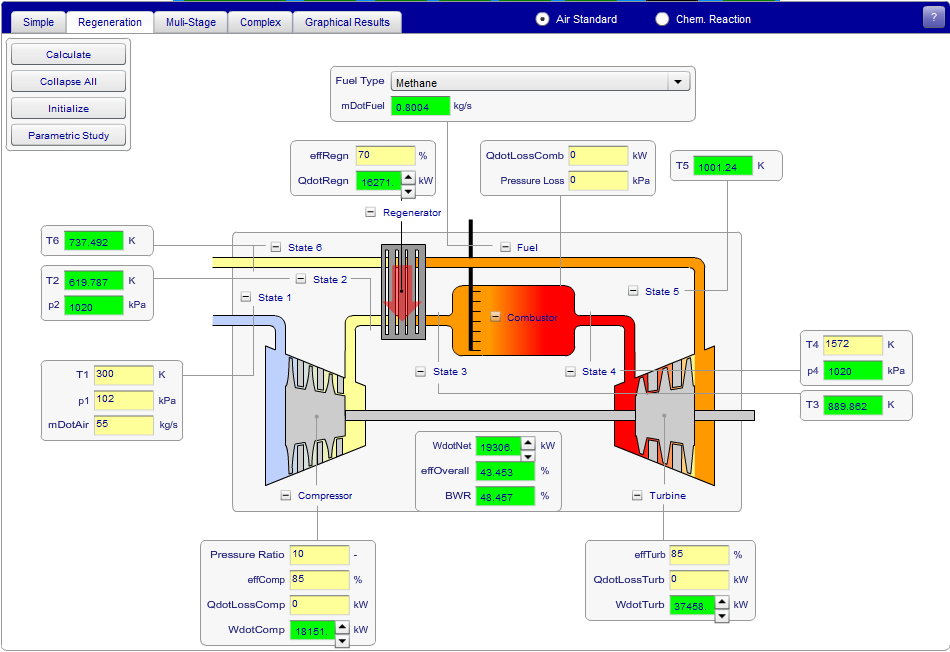 Simple Regeneration Muli-Stage Complex Graphical Results Air Standard Chem. Reaction ?
Calculate
Collapse All
Initialize
Parametric Study
Fuel Type Methane
mDotFuel 0.8004 kg/s
effRegn 70 %
QdotRegn 16271. kW
QdotLossComb 0 kW
Pressure Loss 0 kPa
T5 1001.24 K
Regenerator
T6 737.492 K
State 6
Fuel
T2 619.787 K
p2 1020 kPa
State 2
State 1
State 5
Combustor
T1 300 K
p1 102 kPa
mDotAir 55 kg/s
State 3
State 4
T4 1572 K
p4 1020 kPa
T3 889.862 K
WdotNet 19306. kW
effOverall 43.453 %
BWR 48.457 %
Compressor
Turbine
Pressure Ratio 10 -
effComp 85 %
QdotLossComp 0 kW
WdotComp 18151. kW
effTurb 85 %
QdotLossTurb 0 kW
WdotTurb 37458. kW